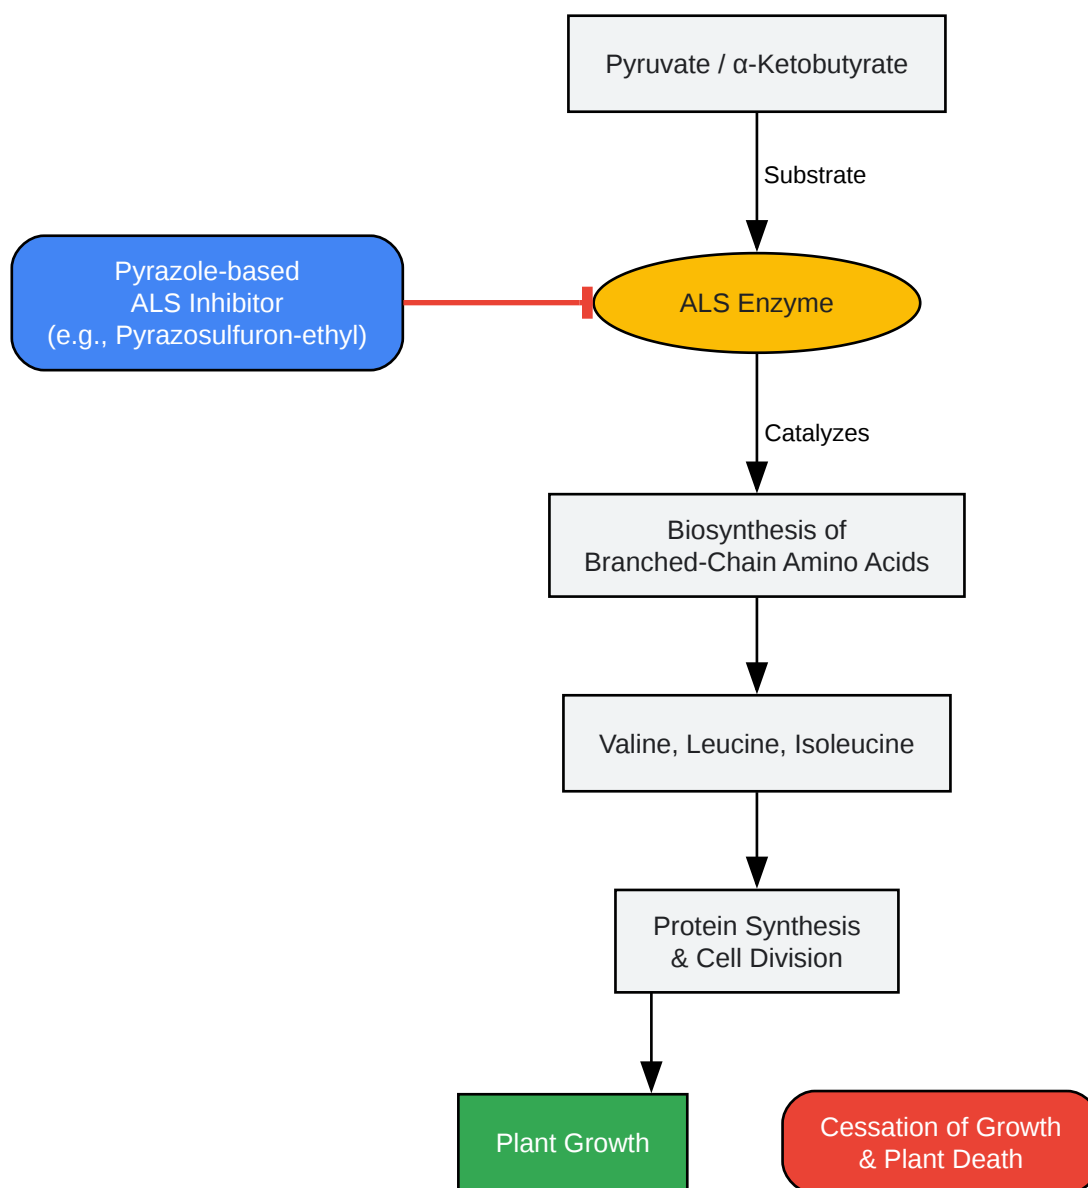 Pyruvate / α-Ketobutyrate
Substrate
Pyrazole-based
ALS Inhibitor
(e.g., Pyrazosulfuron-ethyl)
ALS Enzyme
Catalyzes
Biosynthesis of
Branched-Chain Amino Acids
Valine, Leucine, Isoleucine
Protein Synthesis
& Cell Division
Plant Growth
Cessation of Growth
& Plant Death